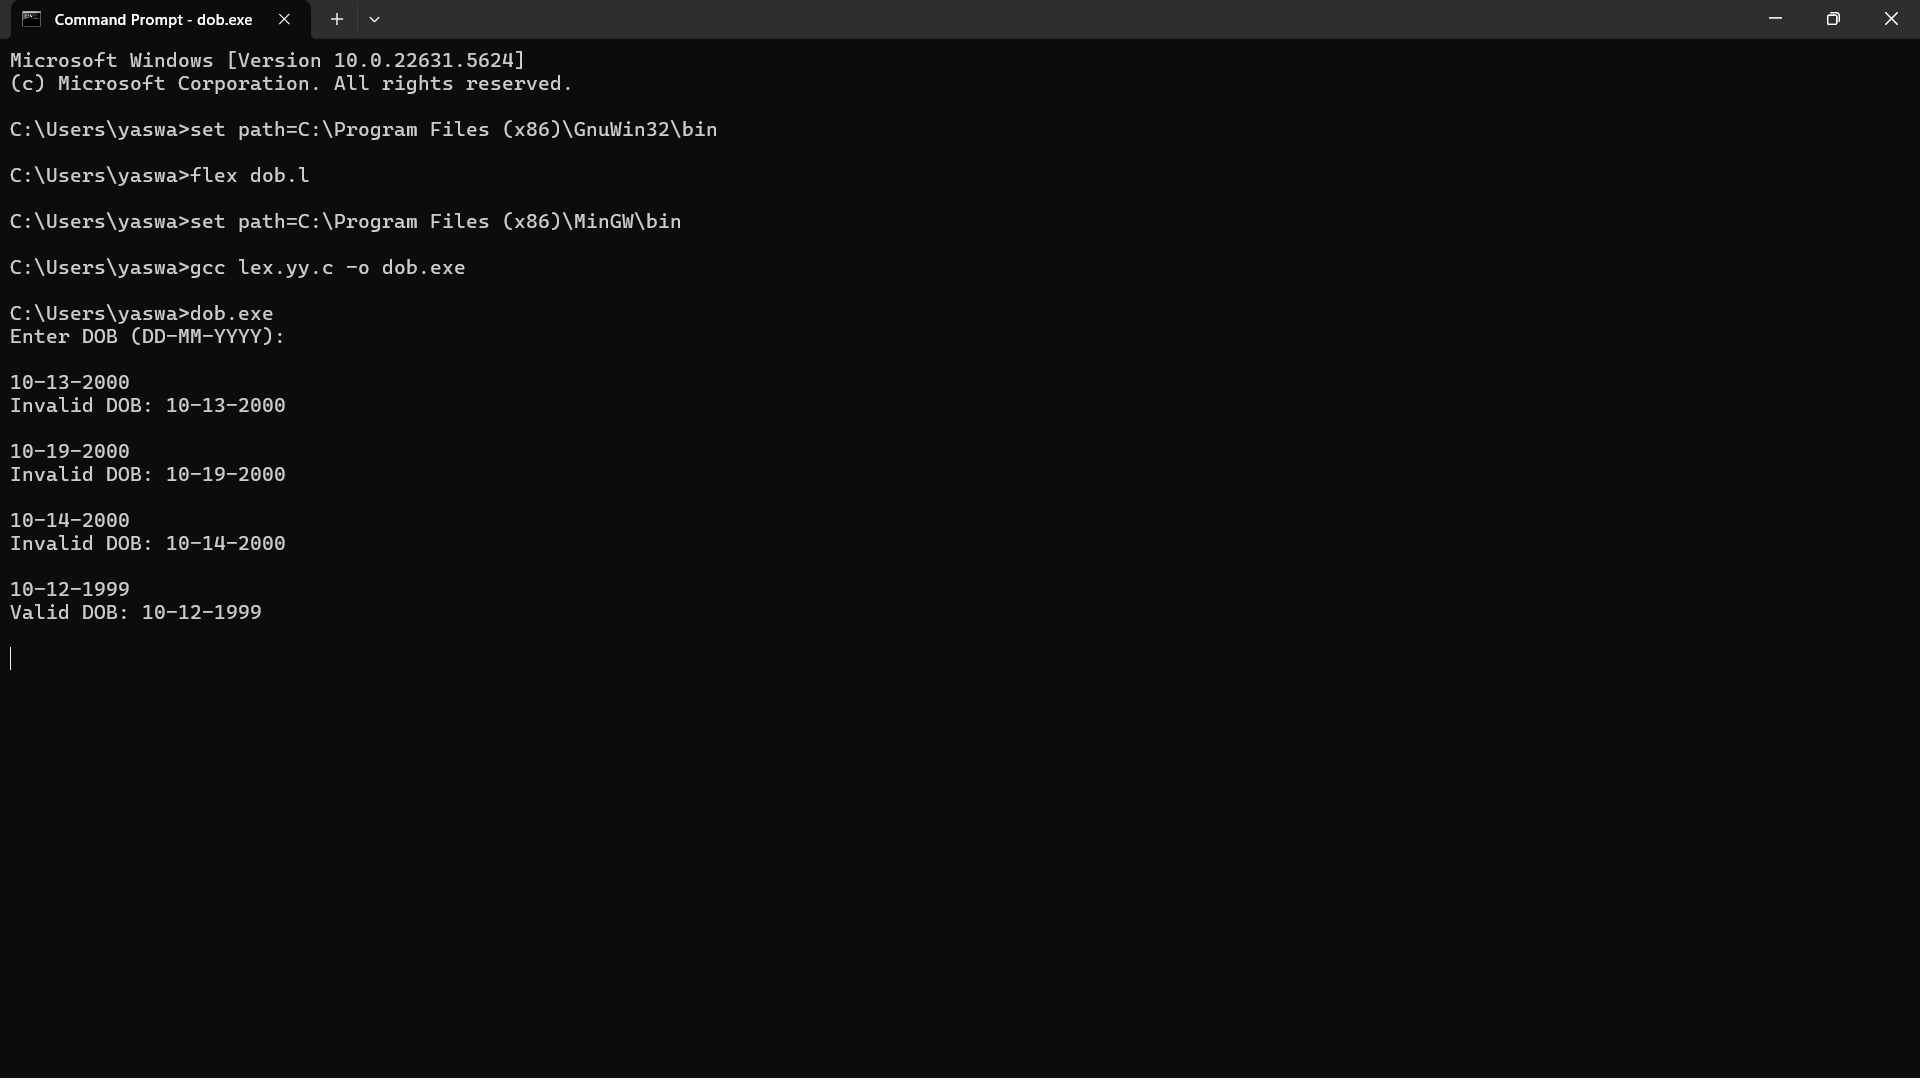 Command Prompt - dob.exe
Microsoft Windows [Version 10.0.22631.5624]
(c) Microsoft Corporation. All rights reserved.
C:\Users\yaswa>set path=C:\Program Files (x86)\GnuWin32\bin
C:\Users\yaswa>flex dob.l
C:\Users\yaswa>set path=C:\Program Files (x86)\MinGW\bin
C:\Users\yaswa>gcc lex.yy.c -o dob.exe
C:\Users\yaswa>dob.exe
Enter DOB (DD-MM-YYYY):
10-13-2000
Invalid DOB: 10-13-2000
10-19-2000
Invalid DOB: 10-19-2000
10-14-2000
Invalid DOB: 10-14-2000
10-12-1999
Valid DOB: 10-12-1999